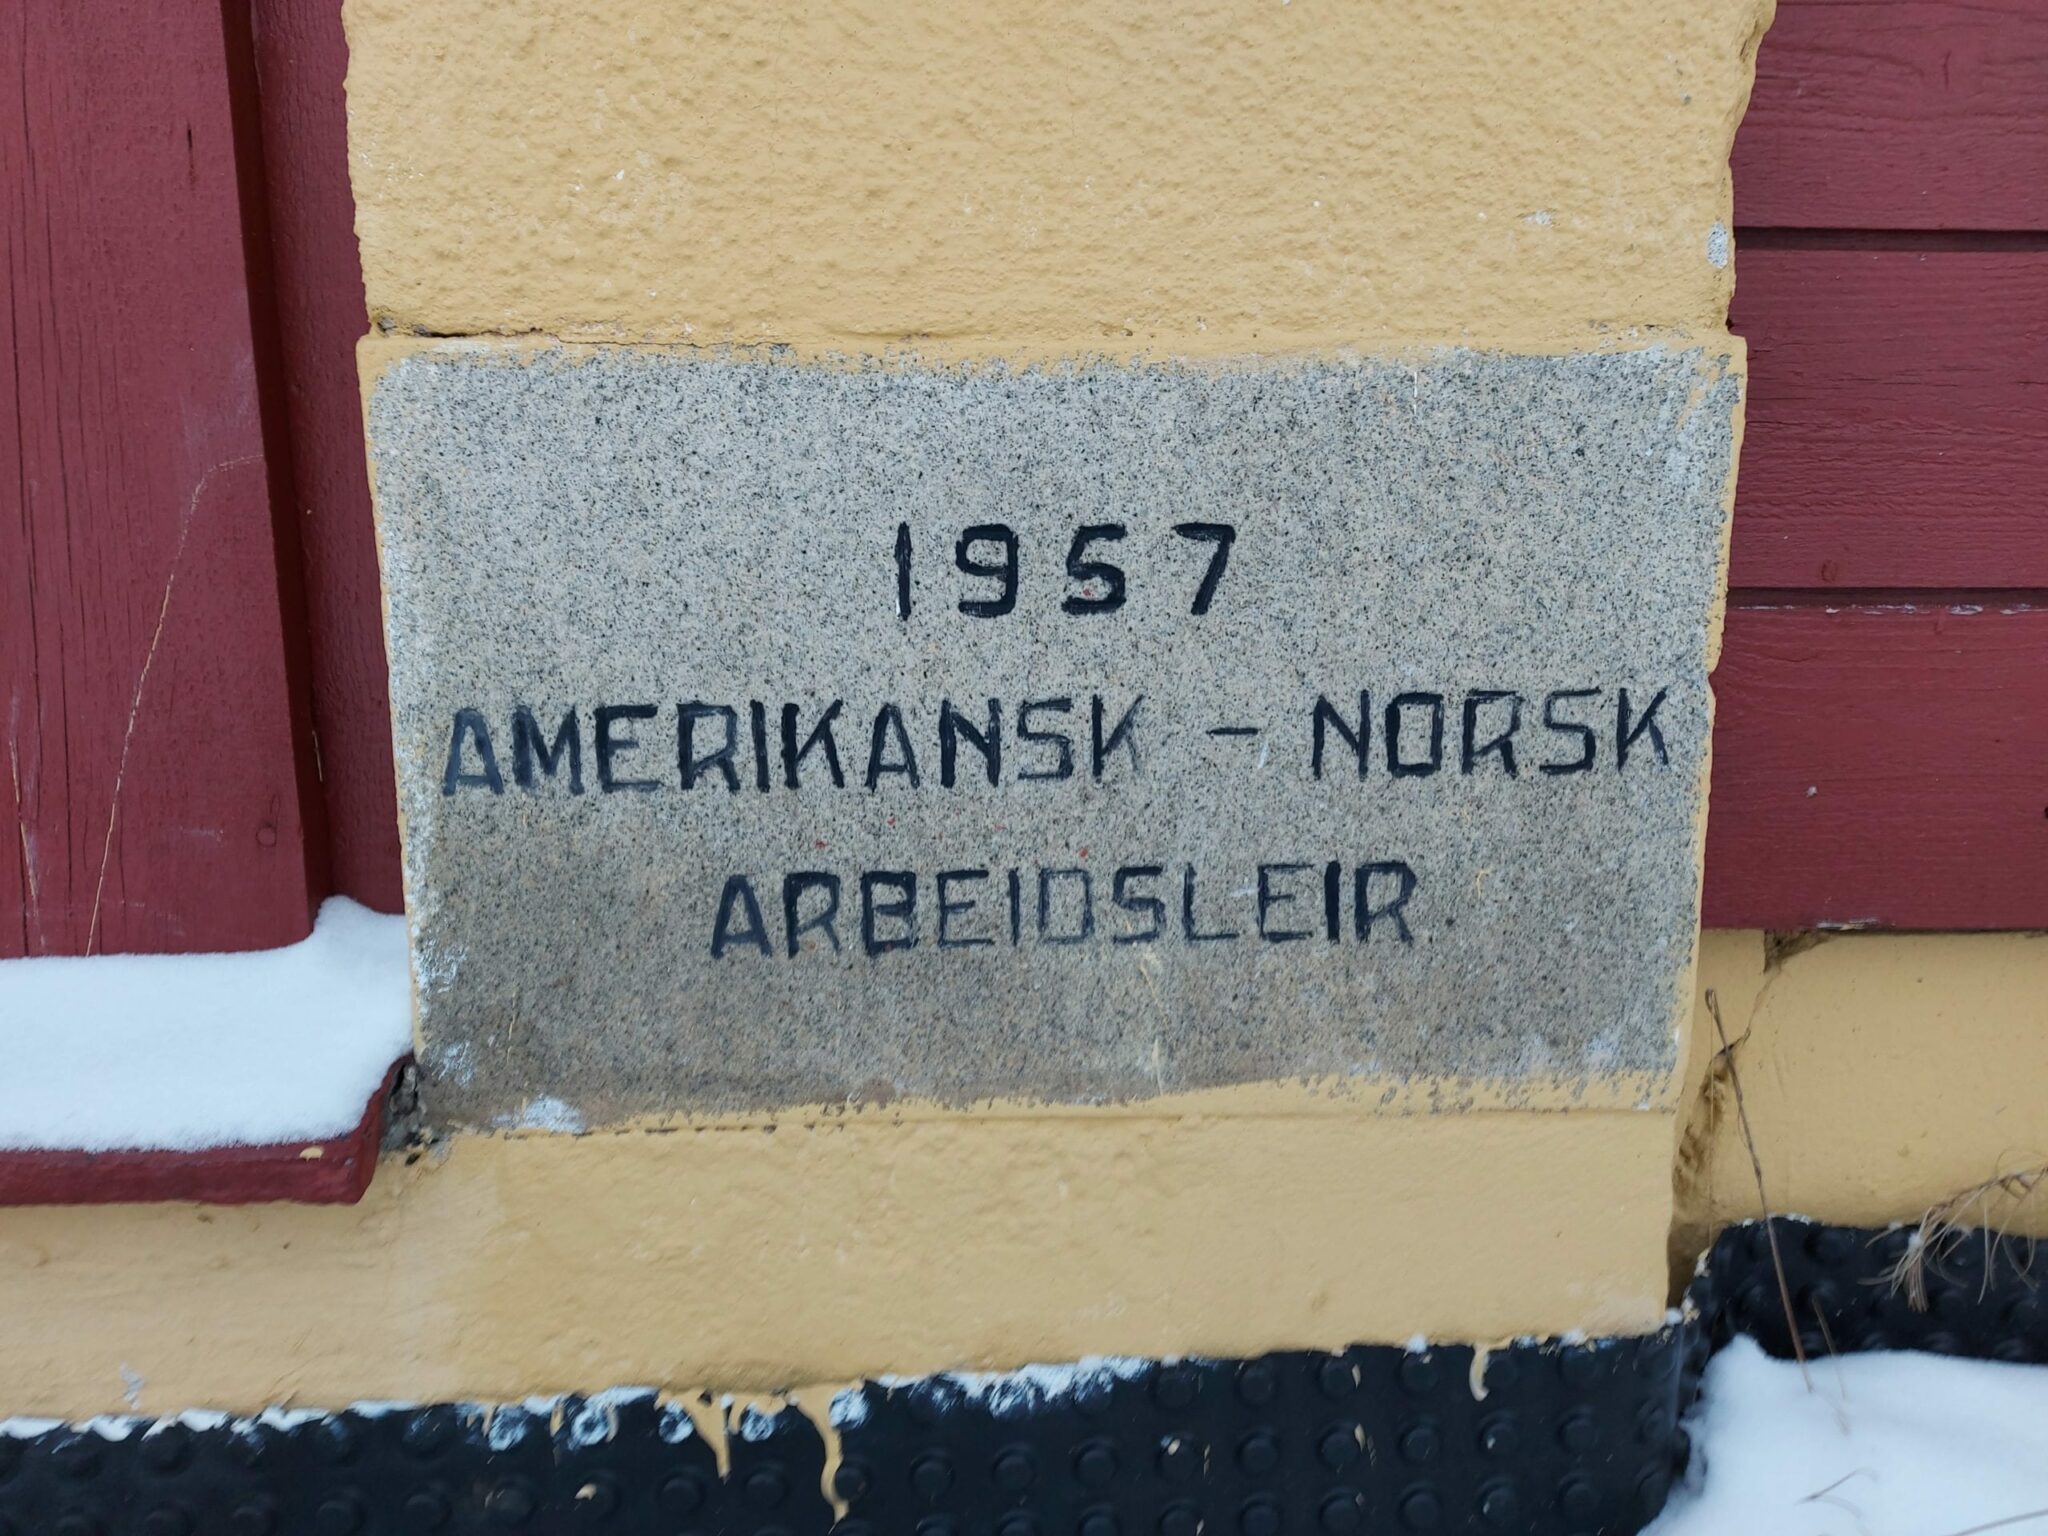 1957
AMERIKANSK - NORSK
ARBEIDSLEIR